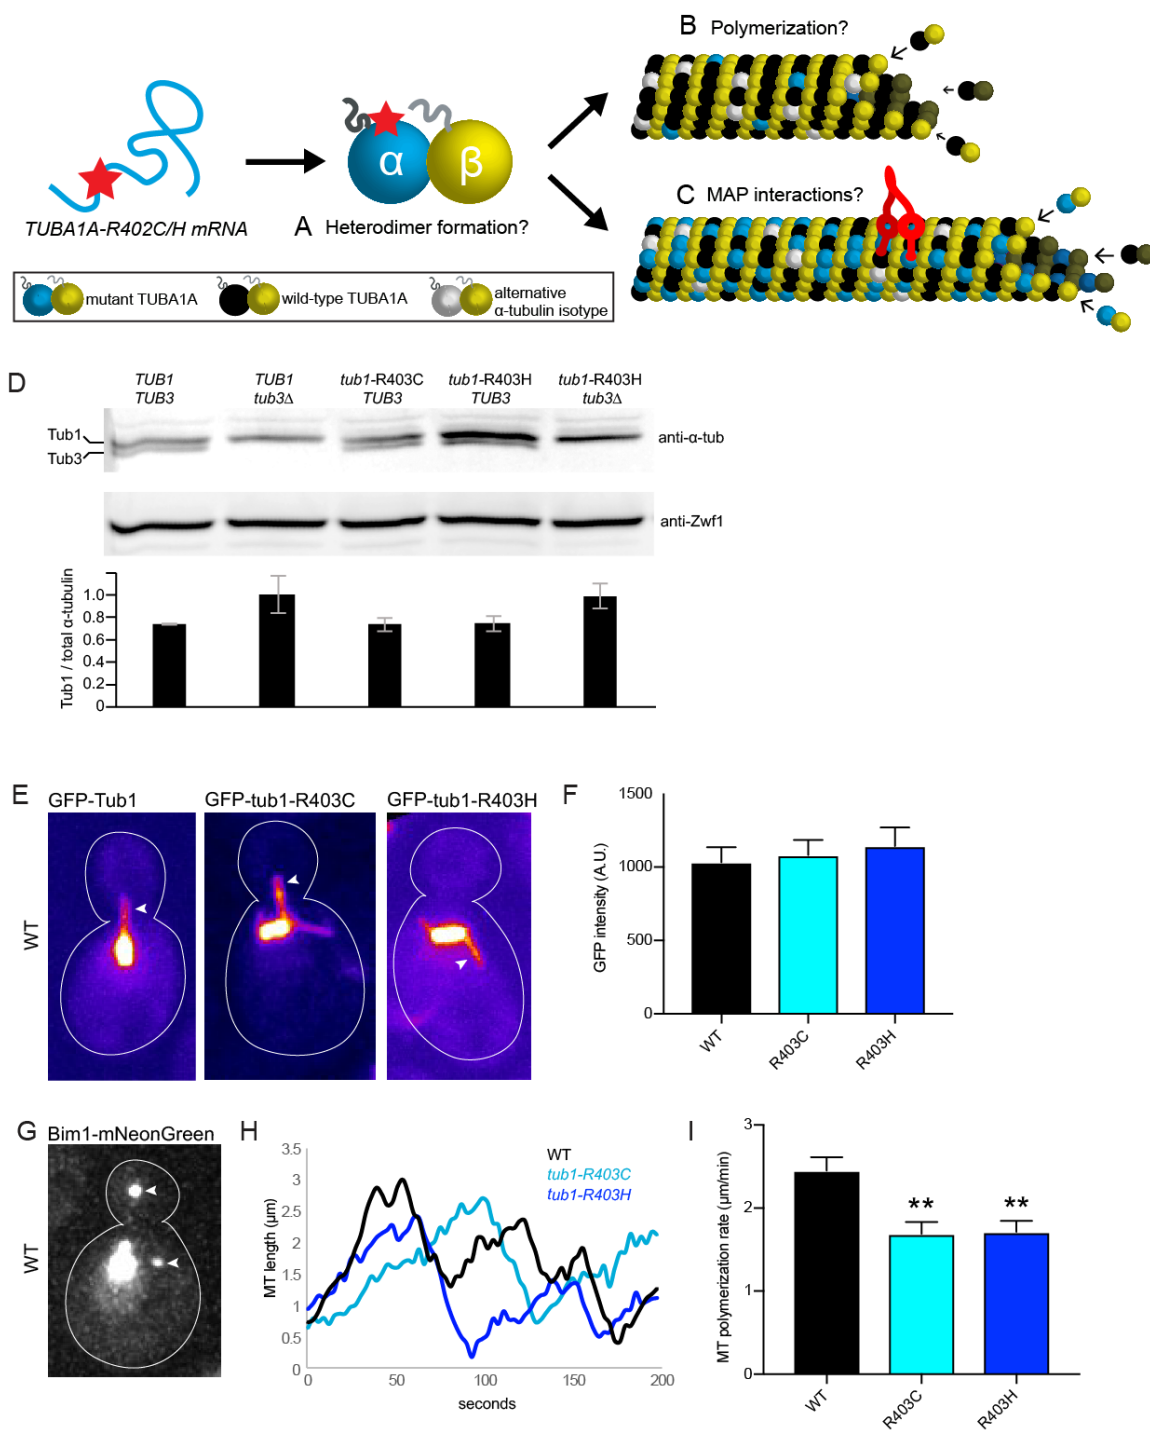 B Polymerization?
α β
TUBA1A-R402C/H mRNA
A Heterodimer formation?
C MAP interactions?
mutant TUBA1A
wild-type TUBA1A
alternative
α-tubulin isotype
D
TUB1
TUB3
TUB1
tub3Δ
tub1-R403C
TUB3
tub1-R403H
TUB3
tub1-R403H
tub3Δ
Tub1
Tub3
anti-α-tub
anti-Zwf1
Tub1 / total α-tubulin
1.0
0.8
0.6
0.4
0.2
0
E
GFP-Tub1
GFP-tub1-R403C
GFP-tub1-R403H
WT
F
GFP intensity (A.U.)
1500
1000
500
0
WT
R403C
R403H
G Bim1-mNeonGreen
WT
H
MT length (µm)
3.5
3
2.5
2
1.5
1
0.5
0
WT
tub1-R403C
tub1-R403H
0
50
100
150
200
seconds
I
MT polymerization rate (µm/min)
3
2
1
0
**
**
WT
R403C
R403H